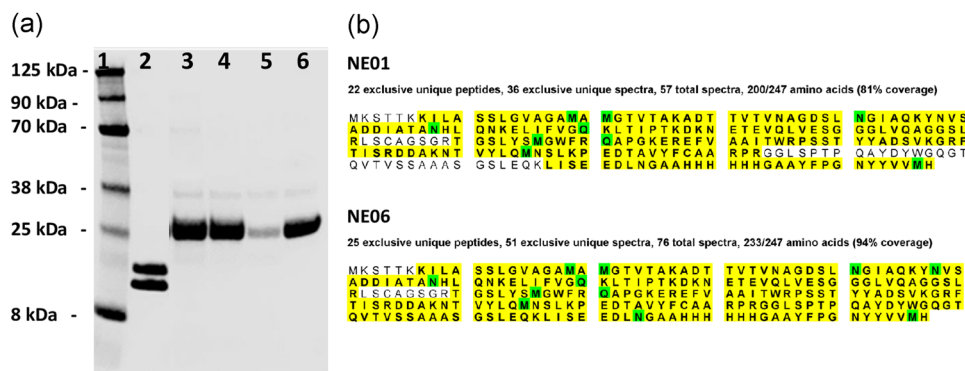 (a)
1 2 3 4 5 6
125 kDa -
90 kDa -
70 kDa -
38 kDa -
25 kDa -
8 kDa -
(b)
NE01
22 exclusive unique peptides, 36 exclusive unique spectra, 57 total spectra, 200/247 amino acids (81% coverage)
MKSTTKKILA SSLGVAGAMA MGTVTAKADT TVTVNAGDSL NGIAQKYNVS
ADDIATANHL QNKELIFVGQ KLTIPTKDKN ETEVQLVESG GGLVQAGGSL
RLSCAGSGRT GSLYSMGWFR QAPGKEREFV AAITWRPSST YYADSVKGRF
TISRDDAKNT VYLQMNSLKP EDTAVYFCAA RPRGGLSPTP QAYDYWGQGT
QVTVSSAAAS GSLEQKLISE EDLNGAAHHH HHHGAAYFPG NYYVVMH
NE06
25 exclusive unique peptides, 51 exclusive unique spectra, 76 total spectra, 233/247 amino acids (94% coverage)
MKSTTKKILA SSLGVAGAMA MGTVTAKADT TVTVNAGDSL NGIAQKYNVS
ADDIATANHL QNKELIFVGQ KLTIPTKDKN ETEVQLVESG GGLVQAGGSL
RLSCAGSGRT GSLYSMGWFR QAPGKEREFV AAITWRPSST YYADSVKGRF
TISRDDAKNT VYLQMNSLKP EDTAVYFCAA RPRGGLSPTP QAYDYWGQGT
QVTVSSAAAS GSLEQKLISE EDLNGAAHHH HHHGAAYFPG NYYVVMH